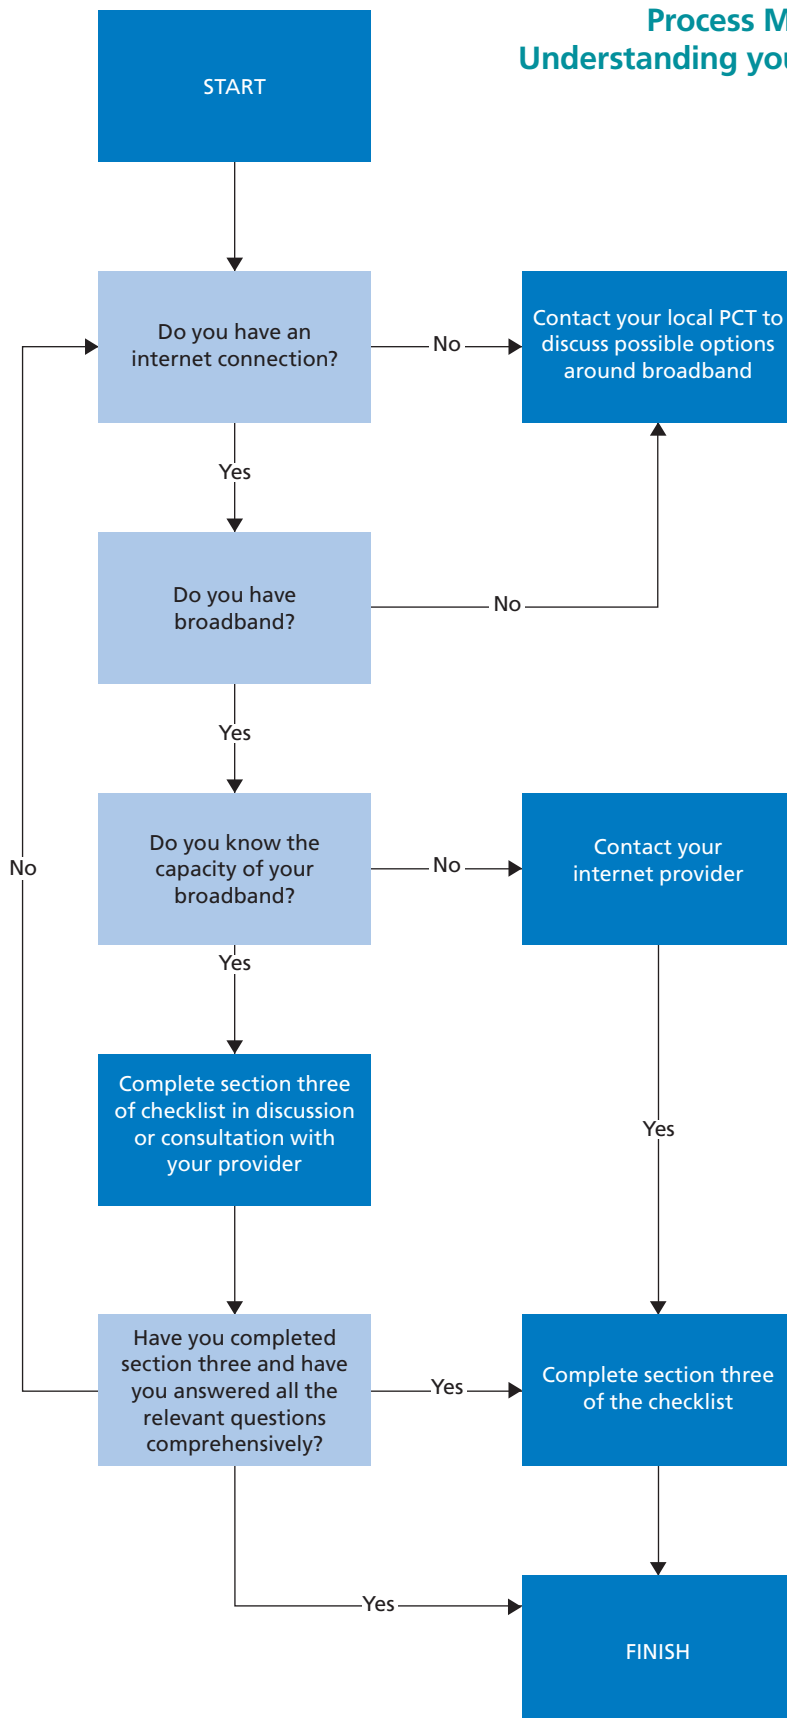 Process M
Understanding you
START
Do you have an
internet connection?
No
Contact your local PCT to
discuss possible options
around broadband
Yes
Do you have
broadband?
No
Yes
Do you know the
capacity of your
broadband?
No
Contact your
internet provider
No
Yes
Complete section three
of checklist in discussion
or consultation with
your provider
Yes
Have you completed
section three and have
you answered all the
relevant questions
comprehensively?
Yes
Complete section three
of the checklist
Yes
FINISH